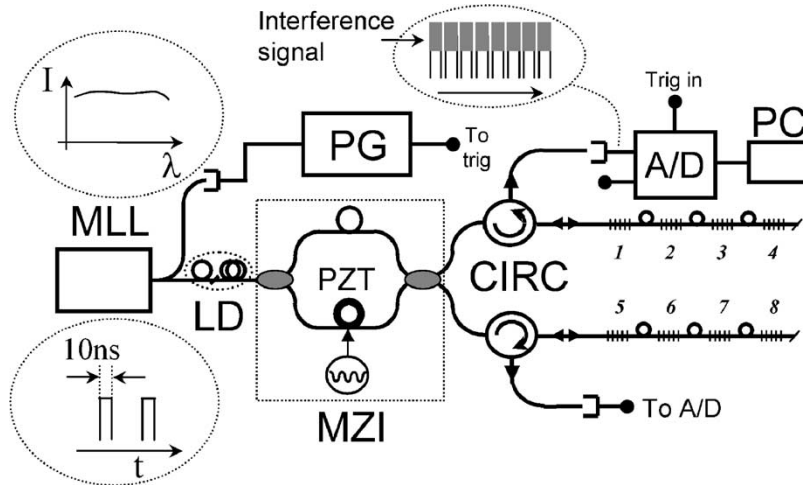 Interference
signal
I
λ
Trig in
PG
To
trig
A/D
PC
MLL
LD
PZT
CIRC
1 2 3 4
5 6 7 8
10ns
t
MZI
To A/D